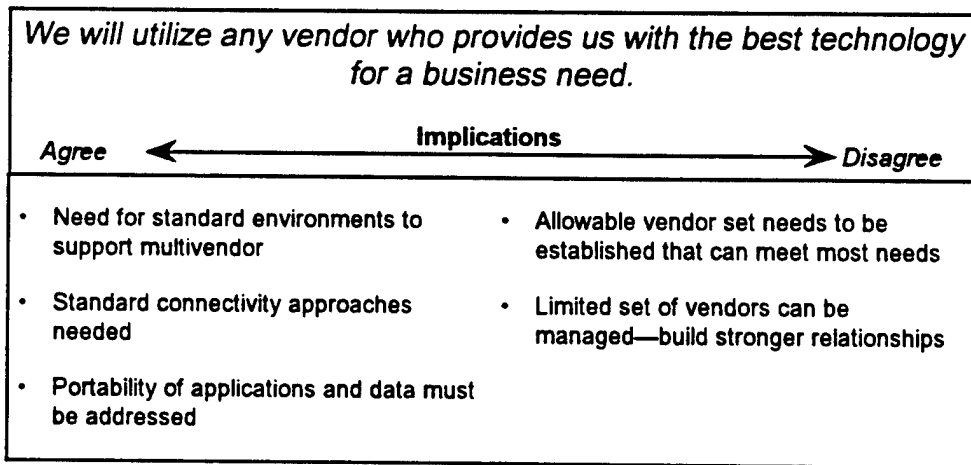 We will utilize any vendor who provides us with the best technology
for a business need.
Implications
Agree
Disagree
• Need for standard environments to
support multivendor
• Standard connectivity approaches
needed
• Portability of applications and data must
be addressed
• Allowable vendor set needs to be
established that can meet most needs
• Limited set of vendors can be
managed—build stronger relationships